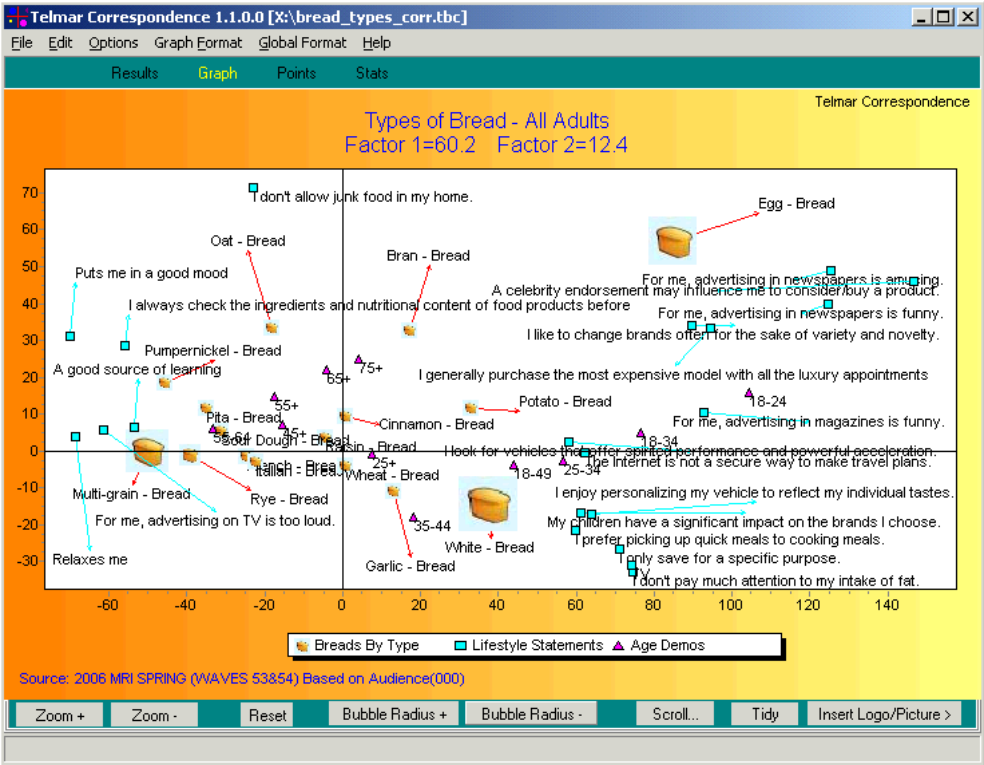 Telmar Correspondence 1.1.0.0 [X:\bread_types_corr.tbc]
File Edit Options Graph Format Global Format Help
Results Graph Points Stats
Telmar Correspondence
Types of Bread - All Adults
Factor 1=60.2 Factor 2=12.4
70
I don't allow junk food in my home.
Egg - Bread
60
Oat - Bread
Bran - Bread
50
Puts me in a good mood
For me, advertising in newspapers is amusing.
A celebrity endorsement may influence me to consider/buy a product.
40
I always check the ingredients and nutritional content of food products before
For me, advertising in newspapers is funny.
I like to change brands often for the sake of variety and novelty.
30
Pumpernickel - Bread
A good source of learning
75+
65+
I generally purchase the most expensive model with all the luxury appointments
20
18-24
55+
Potato - Bread
10
Pita - Bread
Cinnamon - Bread
For me, advertising in magazines is funny.
45+
55-64
Sour Dough - Bread
18-34
Raisin - Bread
I look for vehicles that offer spirited performance and powerful acceleration.
0
25+
The Internet is not a secure way to make travel plans.
Italian - Bread
Wheat - Bread
18-49
25-34
-10
Multi-grain - Bread
Rye - Bread
I enjoy personalizing my vehicle to reflect my individual tastes.
For me, advertising on TV is too loud.
35-44
My children have a significant impact on the brands I choose.
-20
White - Bread
I prefer picking up quick meals to cooking meals.
Relaxes me
Garlic - Bread
I only save for a specific purpose.
-30
TV
I don't pay much attention to my intake of fat.
-60 -40 -20 0 20 40 60 80 100 120 140
Breads By Type Lifestyle Statements Age Demos
Source: 2006 MRI SPRING (WAVES 53&54) Based on Audience(000)
Zoom + Zoom - Reset Bubble Radius + Bubble Radius - Scroll... Tidy Insert Logo/Picture >